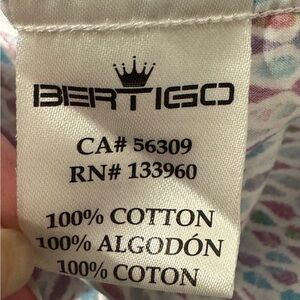 BERTIGO
CA# 56309
RN# 133960
100% COTTON
100% ALGODÓN
100% COTON